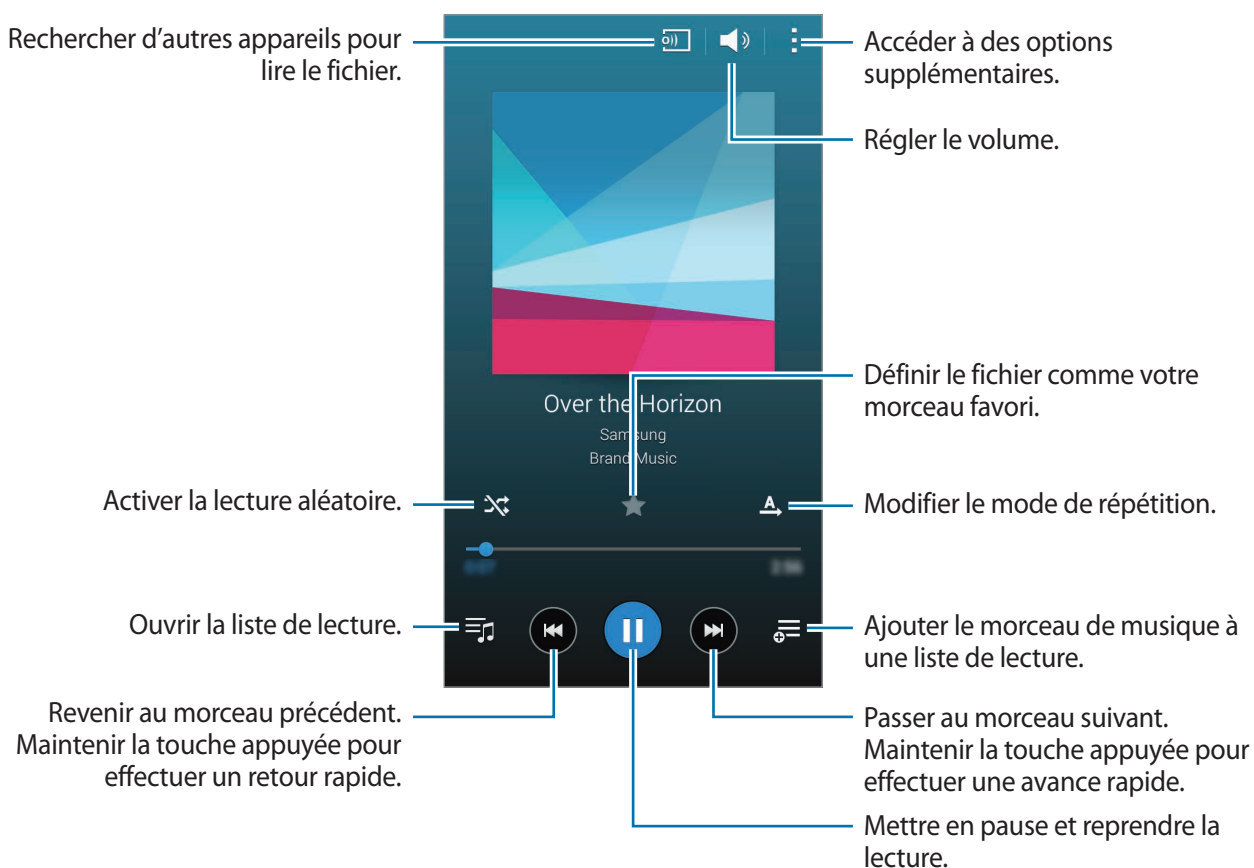 Rechercher d'autres appareils pour
lire le fichier.
Accéder à des options
supplémentaires.
Régler le volume.
Définir le fichier comme votre
morceau favori.
Over the Horizon
Samsung
Brand Music
Activer la lecture aléatoire.
A
Modifier le mode de répétition.
0:07
2:56
Ouvrir la liste de lecture.
Ajouter le morceau de musique à
une liste de lecture.
Revenir au morceau précédent.
Maintenir la touche appuyée pour
effectuer un retour rapide.
Passer au morceau suivant.
Maintenir la touche appuyée pour
effectuer une avance rapide.
Mettre en pause et reprendre la
lecture.